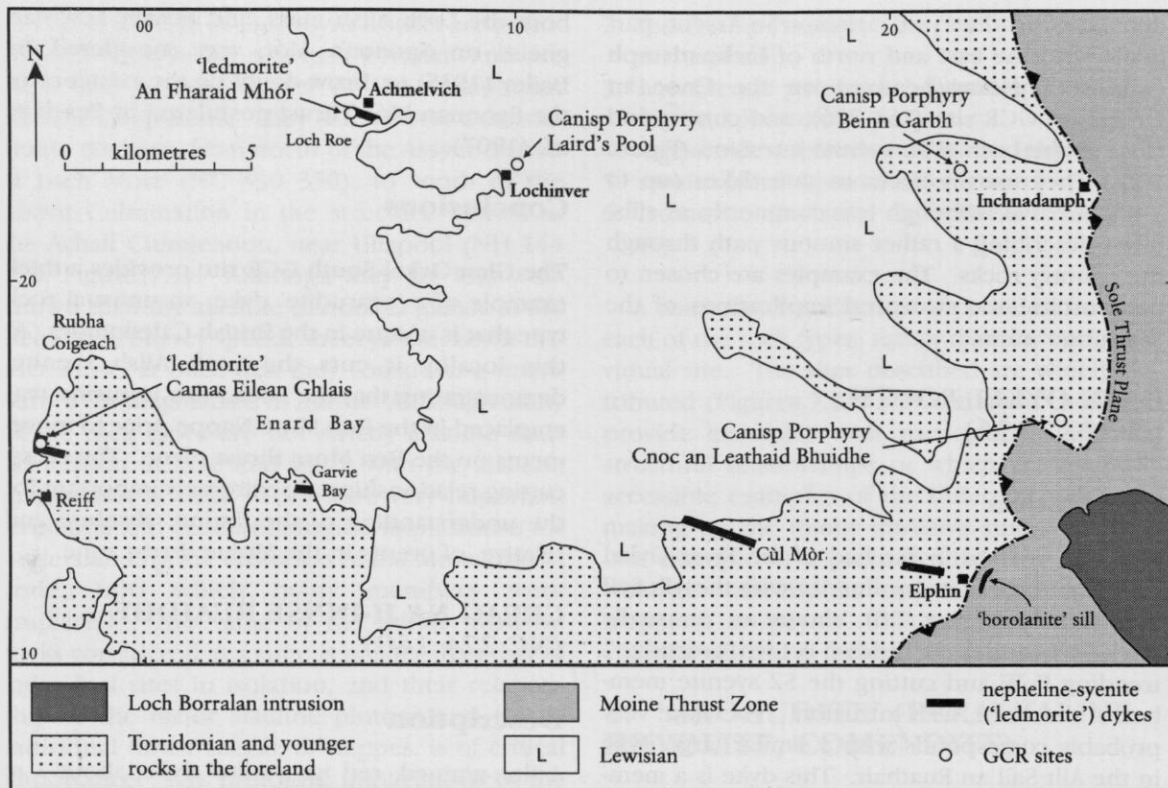 00
10
20
N
'ledmorite'
An Fharaid Mhór
Achmelvich
L
L
Canisp Porphyry
Beinn Garbh
0 kilometres 5
Loch Roe
Canisp Porphyry
Laird's Pool
Lochinver
L
L
Inchnadamph
L
20
Sole Thrust Plane
Coigeach
'ledmorite'
Camas Eilean Ghlais
Enard Bay
L
L
Canisp Porphyry
Cnoc an Leathaid Bhuidhe
Garvie
Bay
Reiff
L
Cùl Mòr
L
Elphin
'borolanite' sill
10
Loch Borralan intrusion
Moine Thrust Zone
nepheline-syenite
('ledmorite') dykes
Torridonian and younger
rocks in the foreland
L
Lewisian
GCR sites